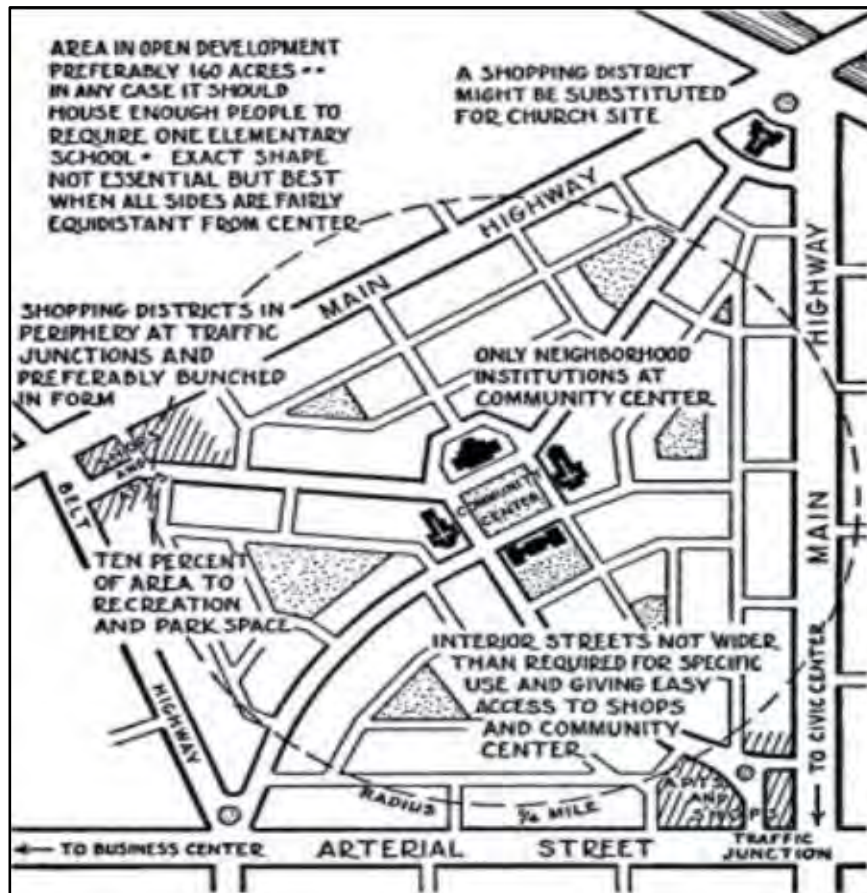 AREA IN OPEN DEVELOPMENT
PREFERABLY 160 ACRES --
IN ANY CASE IT SHOULD
HOUSE ENOUGH PEOPLE TO
REQUIRE ONE ELEMENTARY
SCHOOL • EXACT SHAPE
NOT ESSENTIAL BUT BEST
WHEN ALL SIDES ARE FAIRLY
EQUIDISTANT FROM CENTER
A SHOPPING DISTRICT
MIGHT BE SUBSTITUTED
FOR CHURCH SITE
MAIN HIGHWAY
SHOPPING DISTRICTS IN
PERIPHERY AT TRAFFIC
JUNCTIONS AND
PREFERABLY BUNCHED
IN FORM
ONLY NEIGHBORHOOD
INSTITUTIONS AT
COMMUNITY CENTER
HIGHWAY
MAIN
AND
BELT
HIGHWAY
COMMUNITY
CENTER
TEN PERCENT
OF AREA TO
RECREATION
AND PARK SPACE
INTERIOR STREETS NOT WIDER
THAN REQUIRED FOR SPECIFIC
USE AND GIVING EASY
ACCESS TO SHOPS
AND COMMUNITY
CENTER
TO CIVIC CENTER
RADIUS
MILE
AND
TRAFFIC
JUNCTION
TO BUSINESS CENTER
ARTERIAL STREET